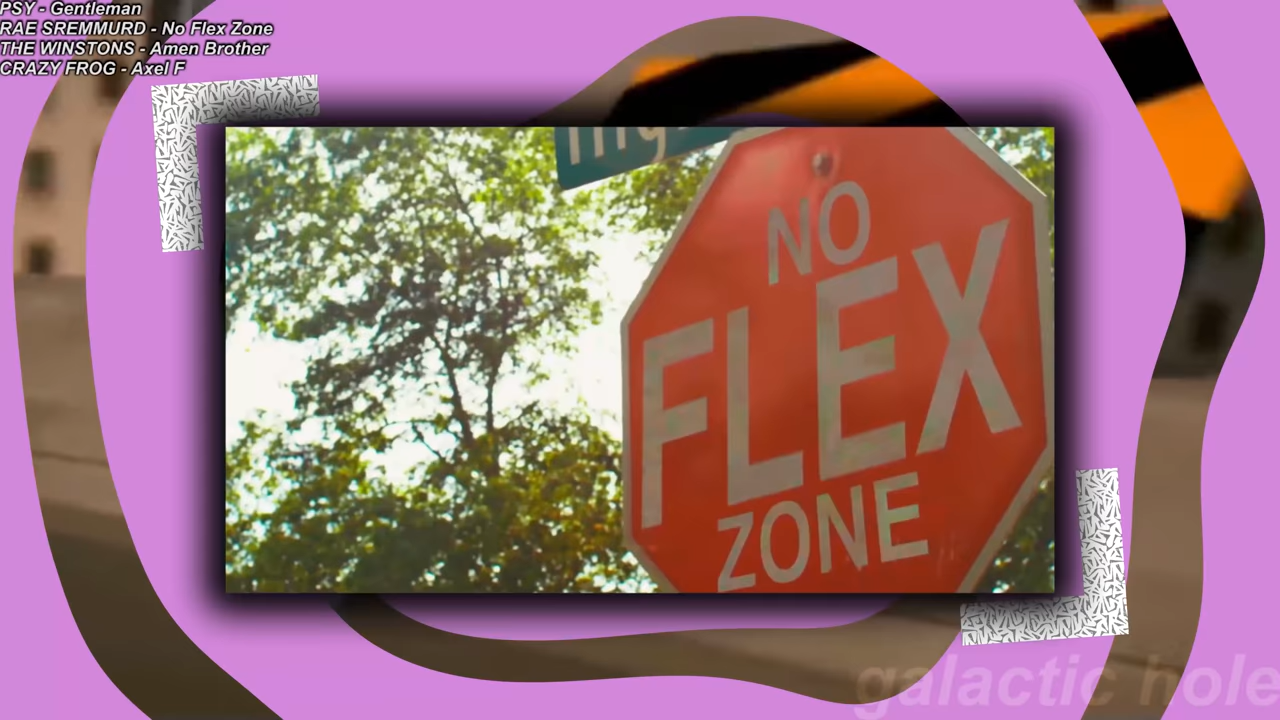 PSY - Gentleman
RAE SREMMURD - No Flex Zone
THE WINSTONS - Amen Brother
CRAZY FROG - Axel F
NO
FLEX
ZONE
galactic hole